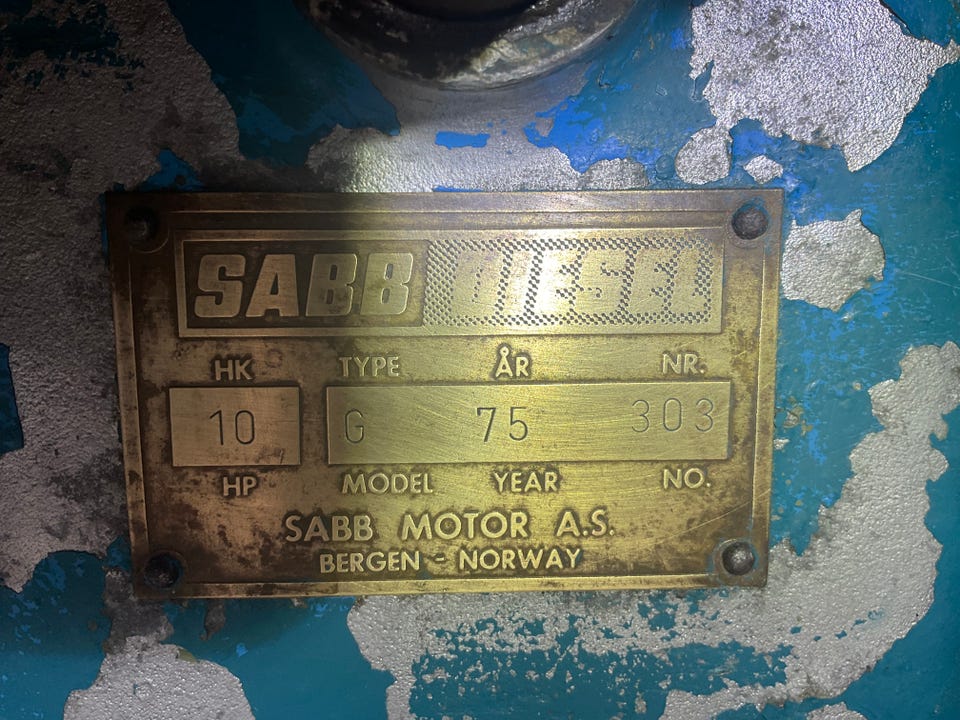 SABB DIESEL
HK TYPE ÅR NR.
10 G 75 303
HP MODEL YEAR NO.
SABB MOTOR A.S.
BERGEN - NORWAY